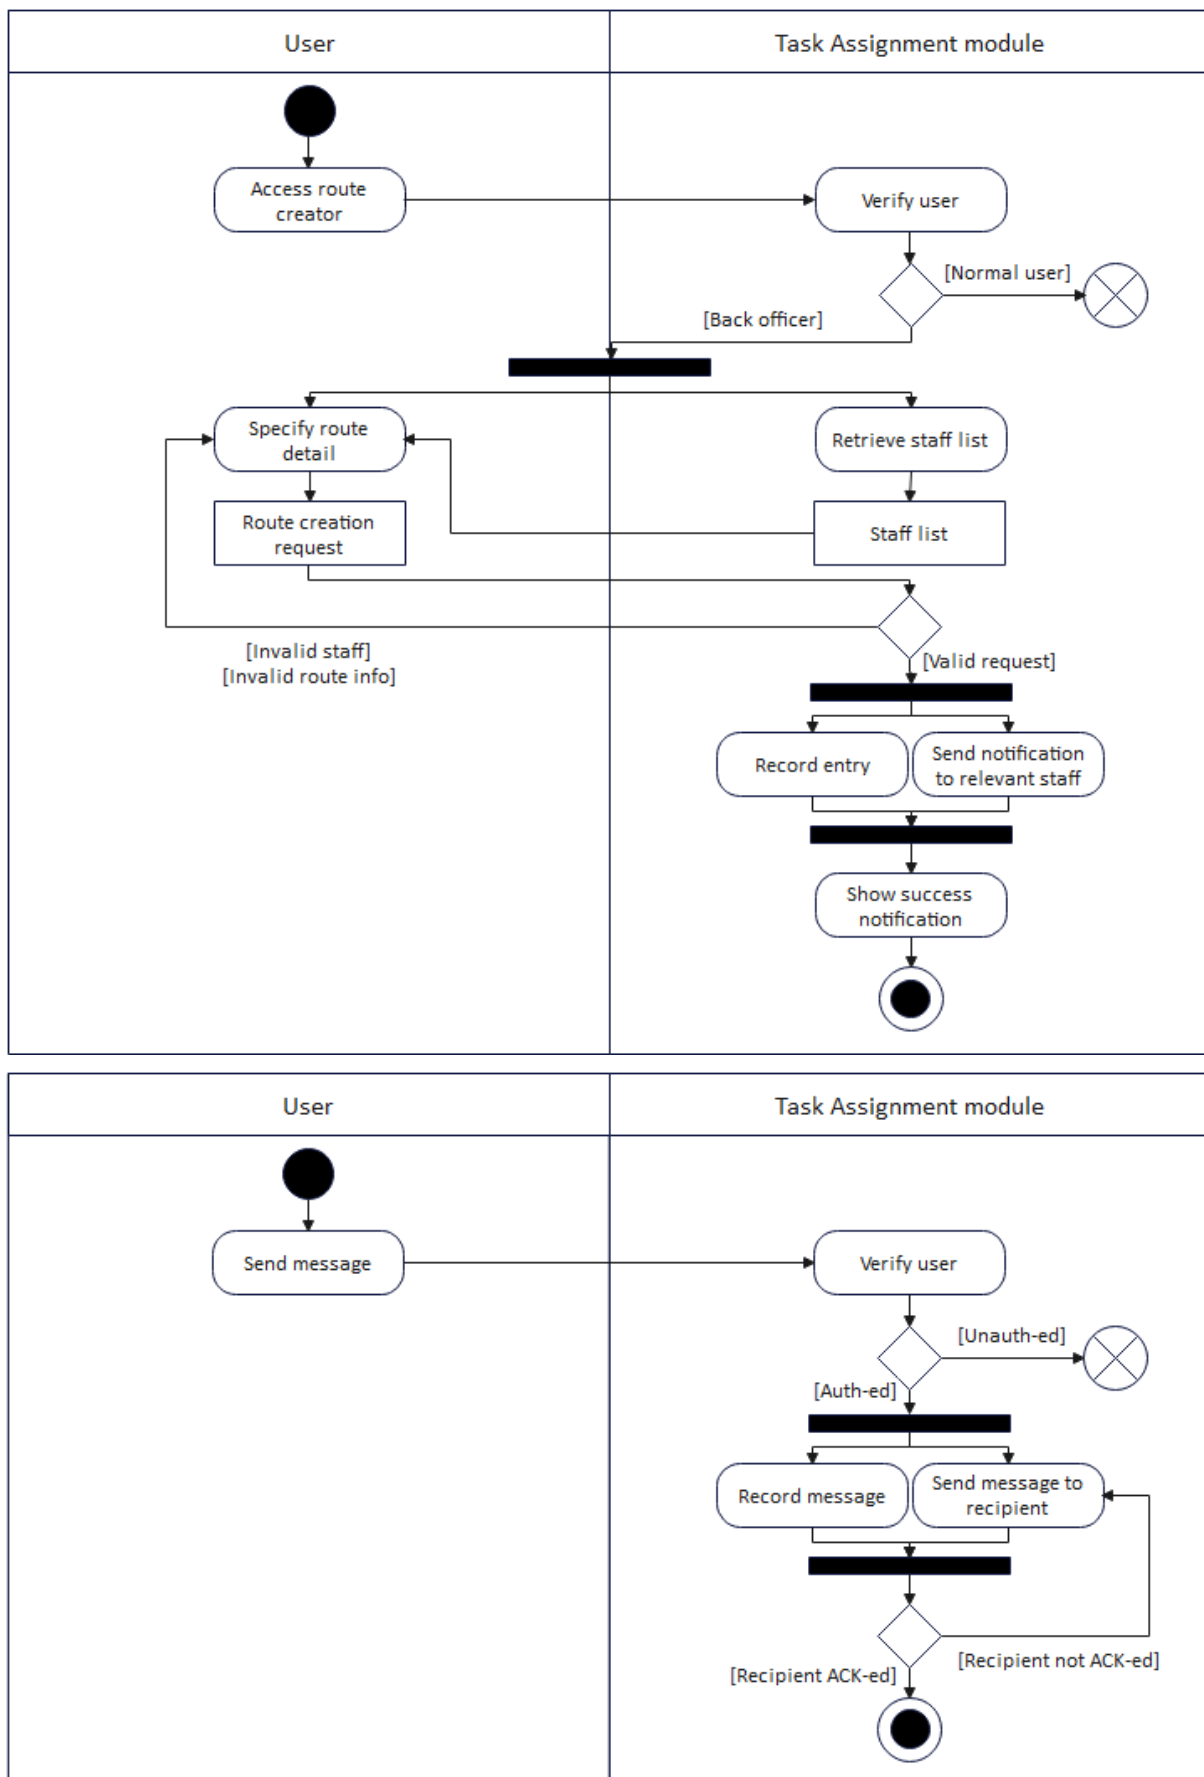 User
Task Assignment module
Access route
creator
Verify user
[Normal user]
[Back officer]
Specify route
detail
Retrieve staff list
Route creation
request
Staff list
[Invalid staff]
[Invalid route info]
[Valid request]
Record entry
Send notification
to relevant staff
Show success
notification
User
Task Assignment module
Send message
Verify user
[Unauth-ed]
[Auth-ed]
Record message
Send message to
recipient
[Recipient ACK-ed]
[Recipient not ACK-ed]